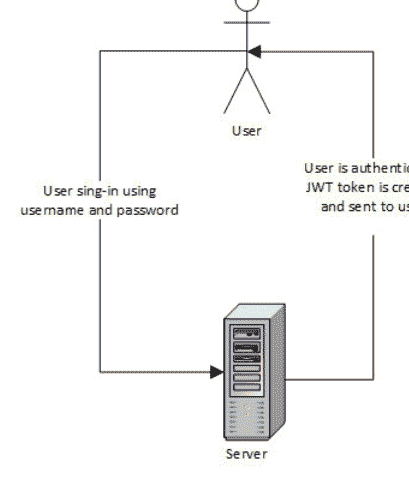 User
User is authentic
JWT token is cre
and sent to us
User sing-in using
username and password
Server